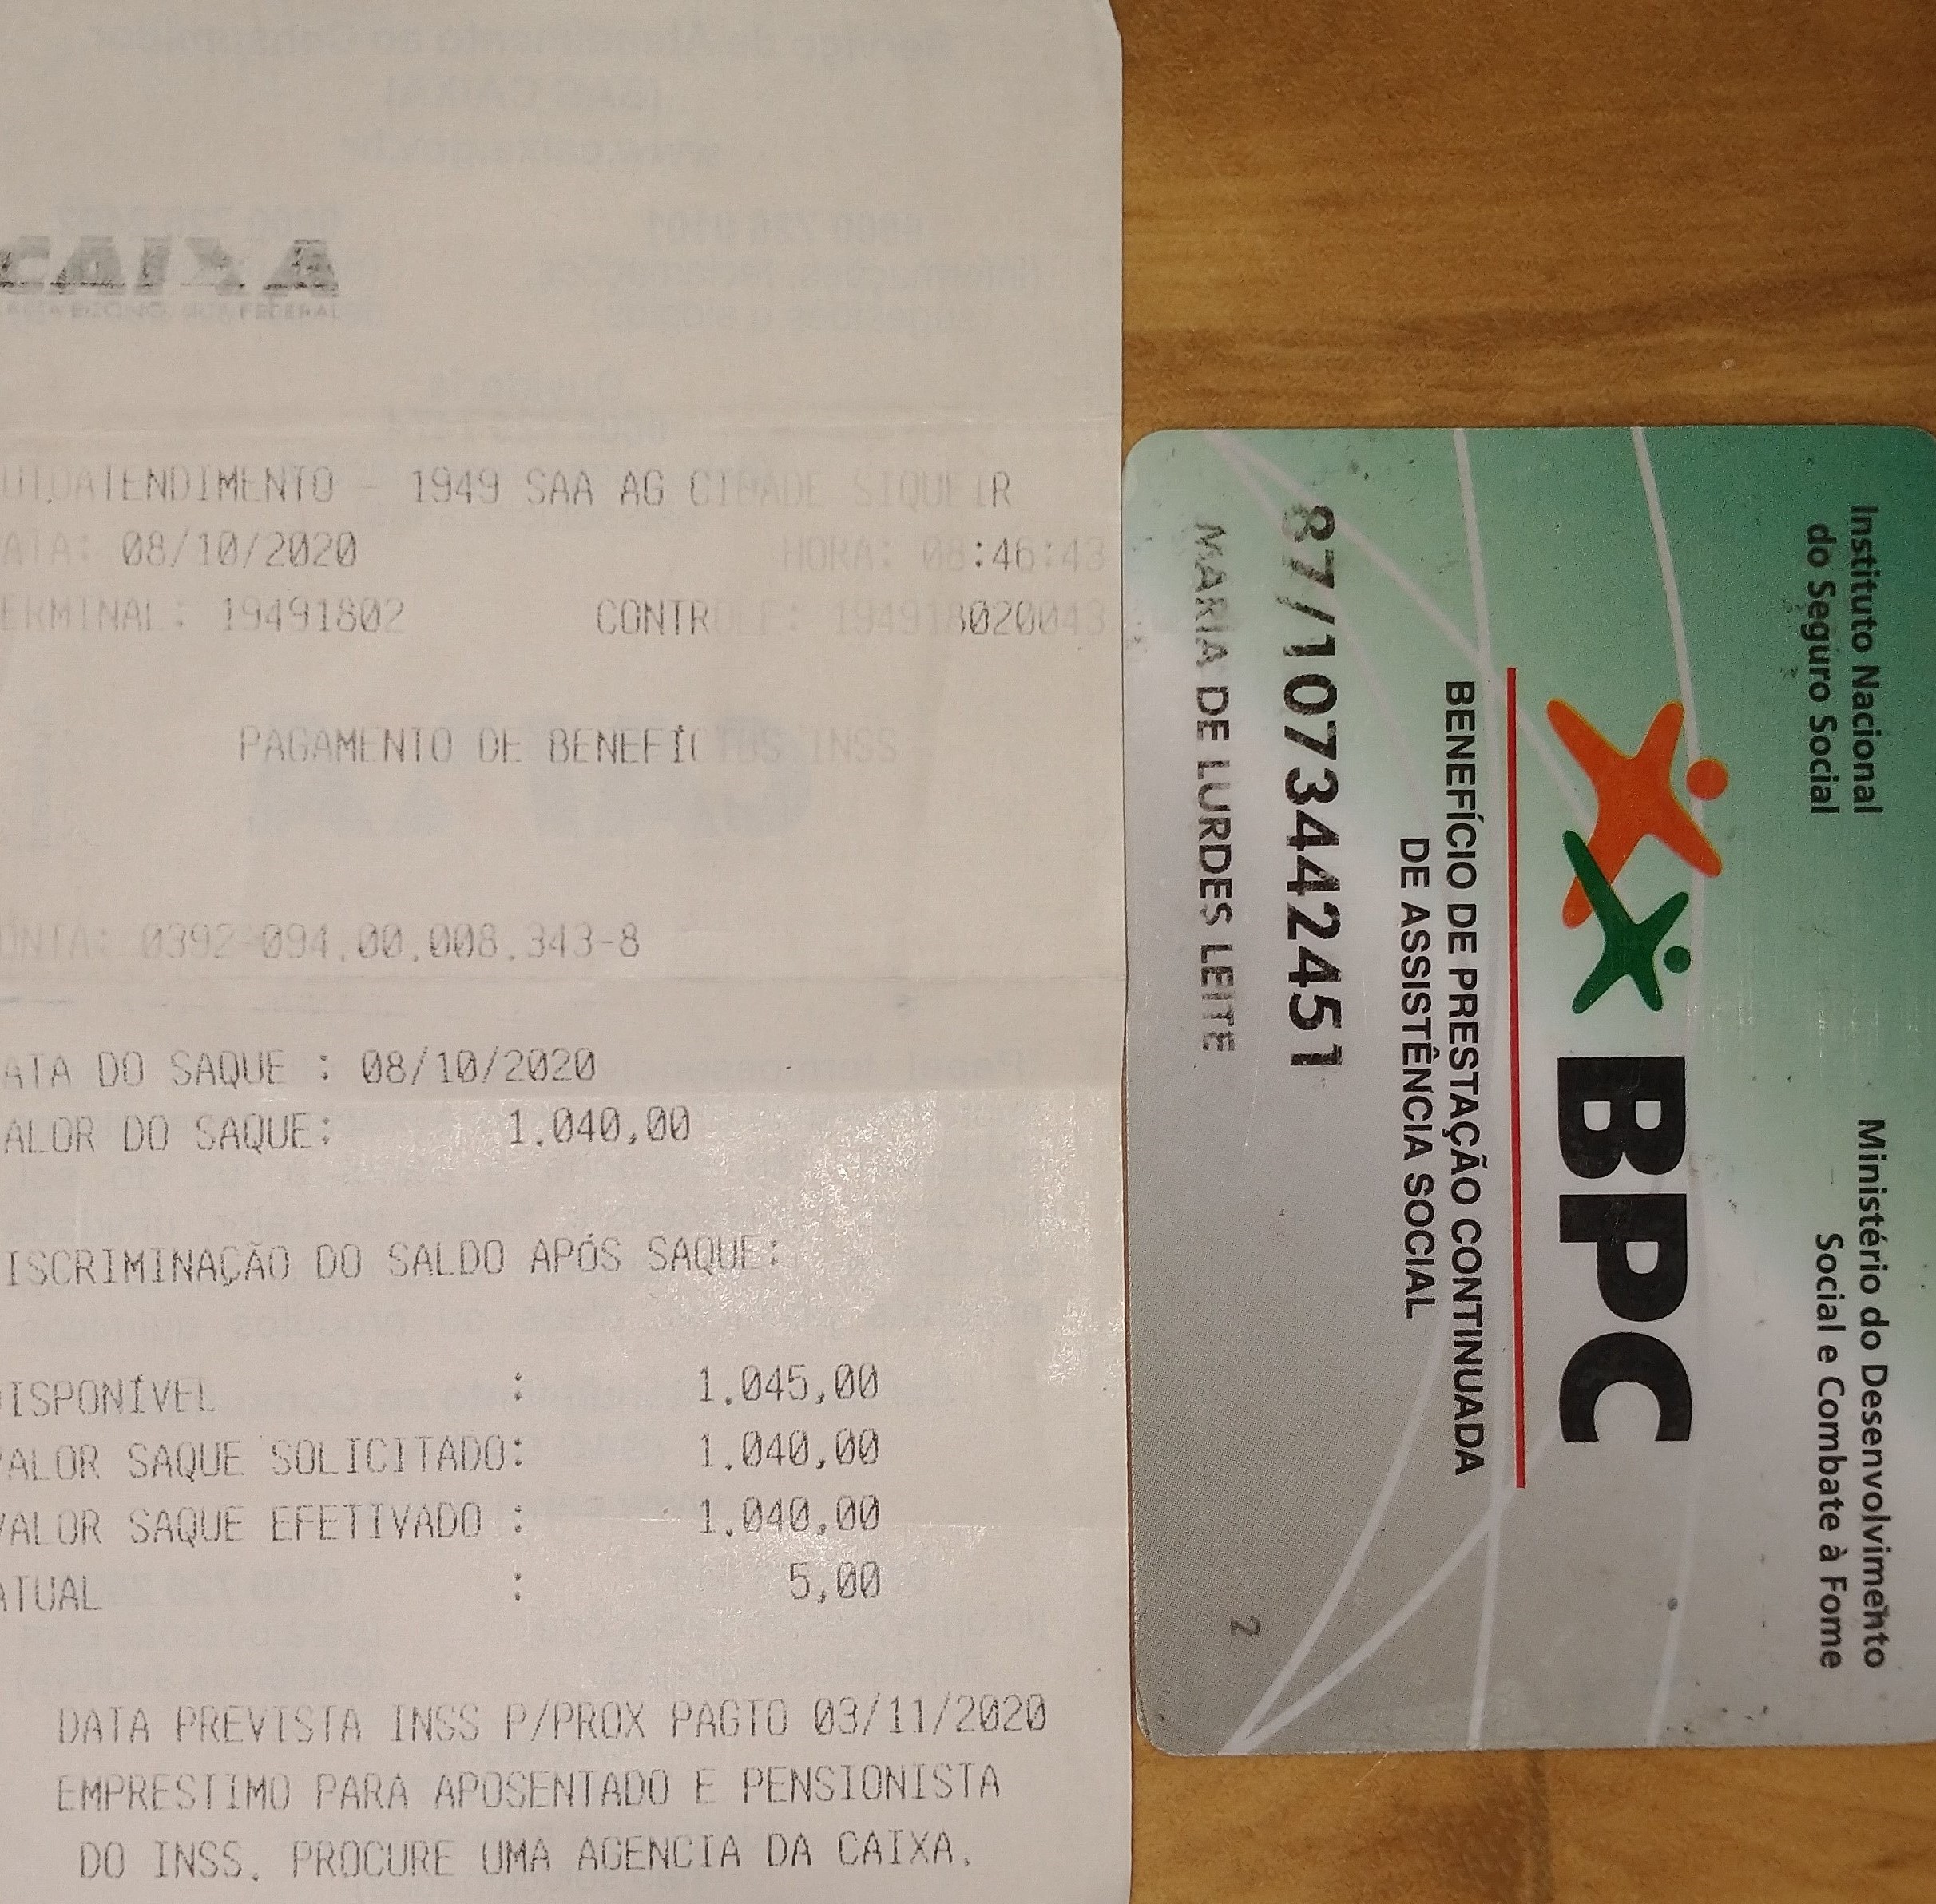 CAIXA
UTOATENDIMENTO - 1949 SAA AG CIDADE SIQUEIR
ATA: 08/10/2020 HORA: 08:46:43
ERMINAL: 19491802 CONTROLE: 194918020043
PAGAMENTO DE BENEFÍCIOS INSS
ONTA: 0392-094.00.008.343-8
ATA DO SAQUE : 08/10/2020
ALOR DO SAQUE: 1.040,00
ISCRIMINAÇÃO DO SALDO APÓS SAQUE:
DISPONÍVEL : 1.045,00
VALOR SAQUE SOLICITADO: 1.040,00
VALOR SAQUE EFETIVADO : 1.040,00
ATUAL : 5,00
DATA PREVISTA INSS P/PROX PAGTO 03/11/2020
EMPRESTIMO PARA APOSENTADO E PENSIONISTA
DO INSS. PROCURE UMA AGENCIA DA CAIXA.
Instituto Nacional
do Seguro Social
Ministério do Desenvolvimento
Social e Combate à Fome
BPC
BENEFÍCIO DE PRESTAÇÃO CONTINUADA
DE ASSISTÊNCIA SOCIAL
87/1073442451
MARIA DE LURDES LEITE
2